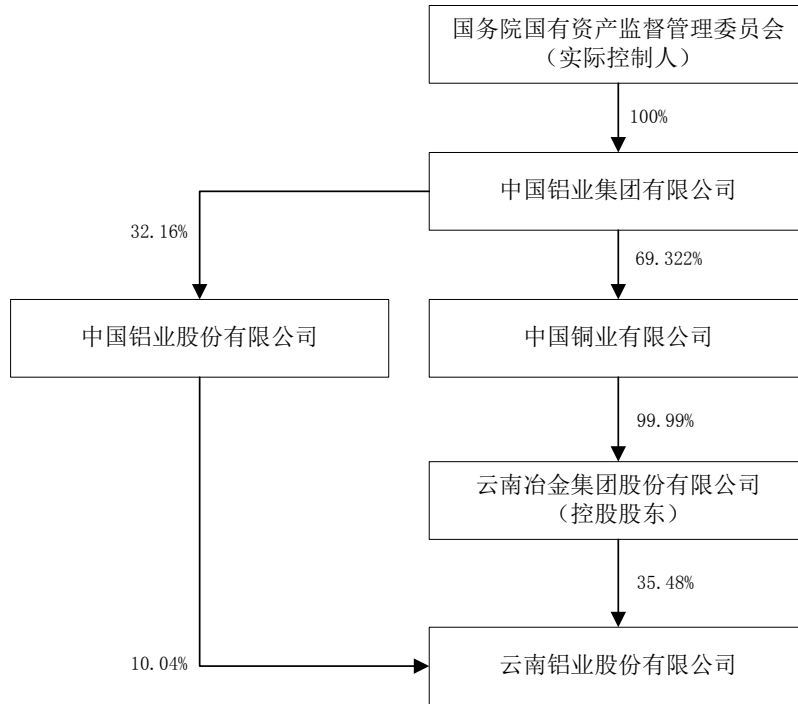 国务院国有资产监督管理委员会
（实际控制人）
100%
中国铝业集团有限公司
32.16%
69.322%
中国铝业股份有限公司
中国铜业有限公司
99.99%
云南冶金集团股份有限公司
（控股股东）
35.48%
10.04%
云南铝业股份有限公司